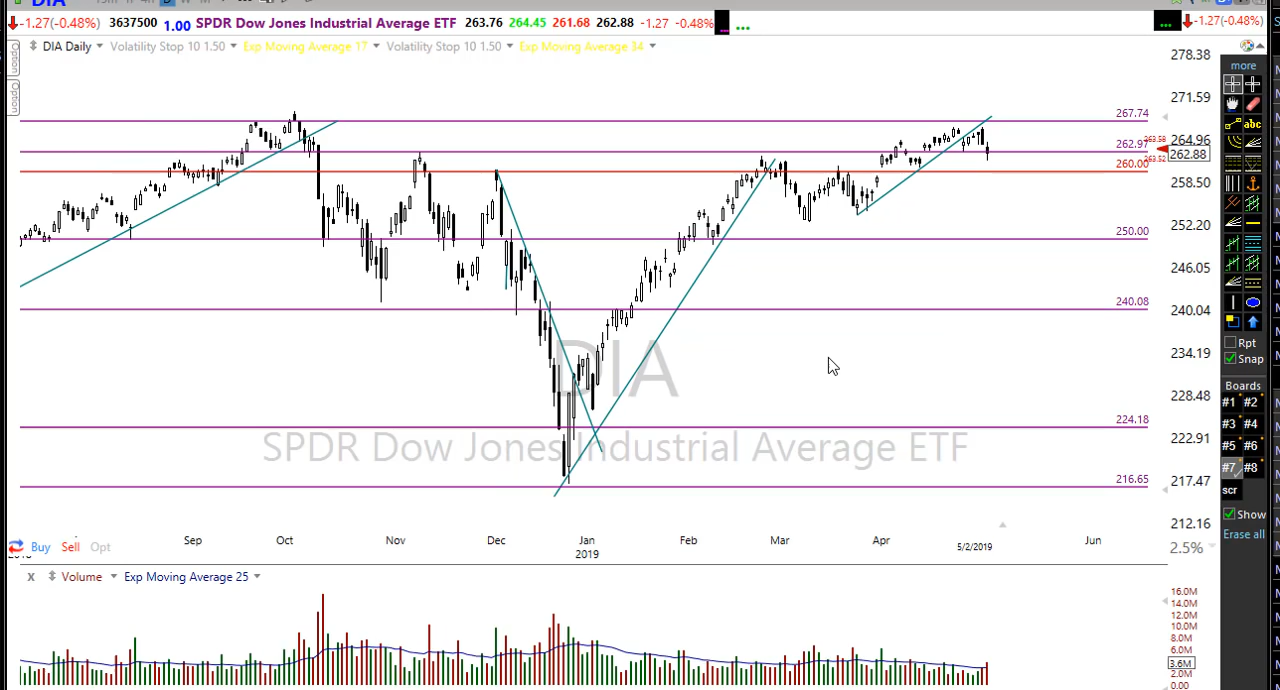 DIA
-1.27(-0.48%) 3637500 1.00 SPDR Dow Jones Industrial Average ETF 263.76 264.45 261.68 262.88 -1.27 -0.48% -1.27(-0.48%)
DIA Daily Volatility Stop 10 1.50 Exp Moving Average 17 Volatility Stop 10 1.50 Exp Moving Average 34
Option
Option
267.74
262.97
260.00
250.00
240.08
224.18
216.65
263.58
263.52
278.38
271.59
264.96
262.88
258.50
252.20
246.05
240.04
234.19
228.48
222.91
217.47
212.16
2.5%
DIA
SPDR Dow Jones Industrial Average ETF
Buy Sell Opt
Sep Oct Nov Dec Jan Feb Mar Apr 5/2/2019 Jun
2019
X Volume Exp Moving Average 25
16.0M
14.0M
12.0M
10.0M
8.0M
6.0M
3.6M
2.0M
0.00
more
abc
Rpt
Snap
Boards
#1 #2
#3 #4
#5 #6
#7 #8
scr
Show
Erase all